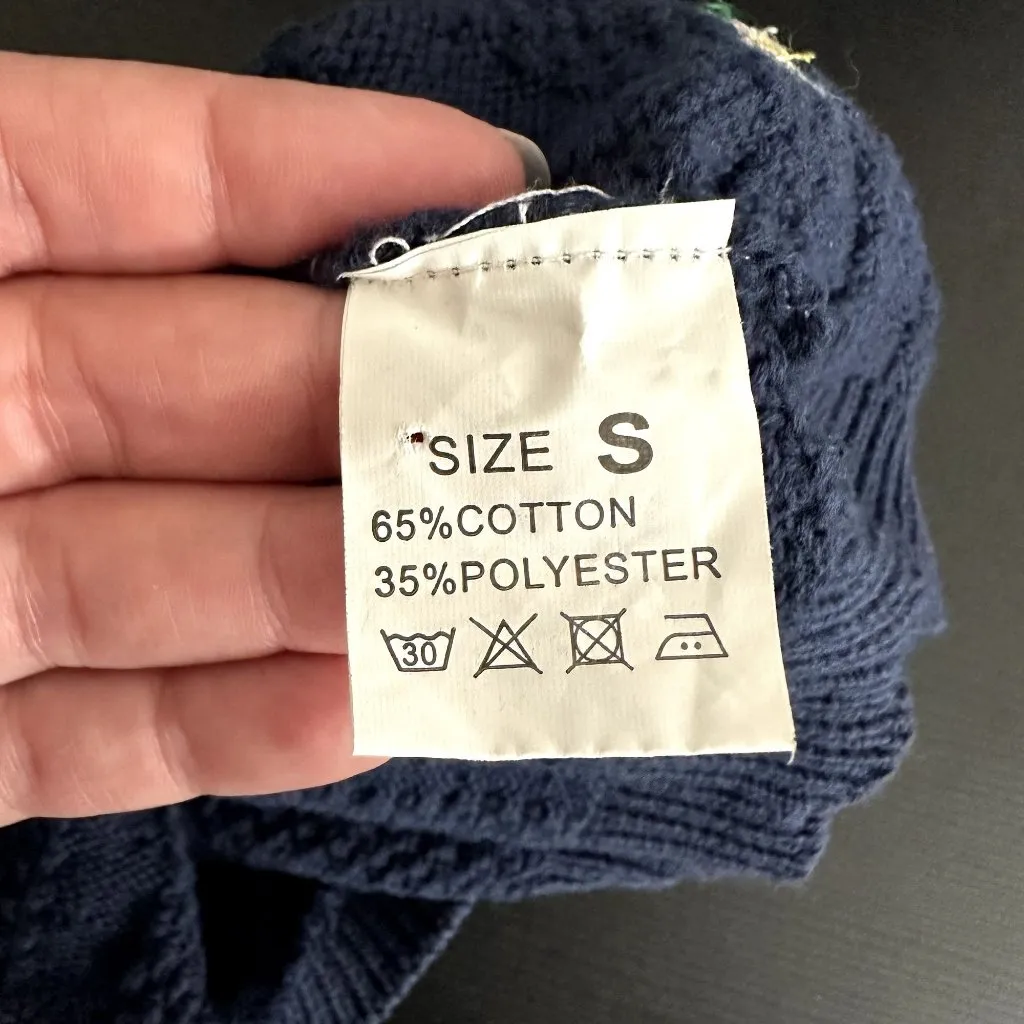 SIZE S
65%COTTON
35%POLYESTER
30